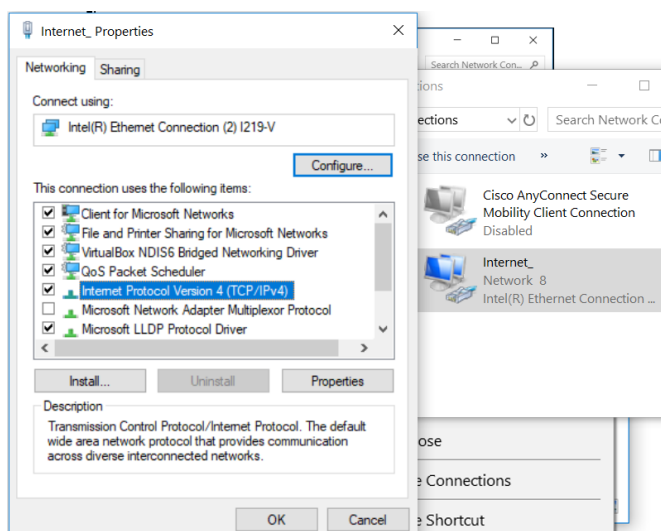 Internet_ Properties
Networking
Sharing
Connect using:
Intel(R) Ethernet Connection (2) I219-V
Configure...
This connection uses the following items:
Client for Microsoft Networks
File and Printer Sharing for Microsoft Networks
VirtualBox NDIS6 Bridged Networking Driver
QoS Packet Scheduler
Internet Protocol Version 4 (TCP/IPv4)
Microsoft Network Adapter Multiplexor Protocol
Microsoft LLDP Protocol Driver
Install...
Uninstall
Properties
Description
Transmission Control Protocol/Internet Protocol. The default
wide area network protocol that provides communication
across diverse interconnected networks.
OK
Cancel
Search Network Con...
ions
ections
Search Network Co
se this connection
»
Cisco AnyConnect Secure
Mobility Client Connection
Disabled
Internet_
Network 8
Intel(R) Ethernet Connection ...
ose
e Connections
e Shortcut